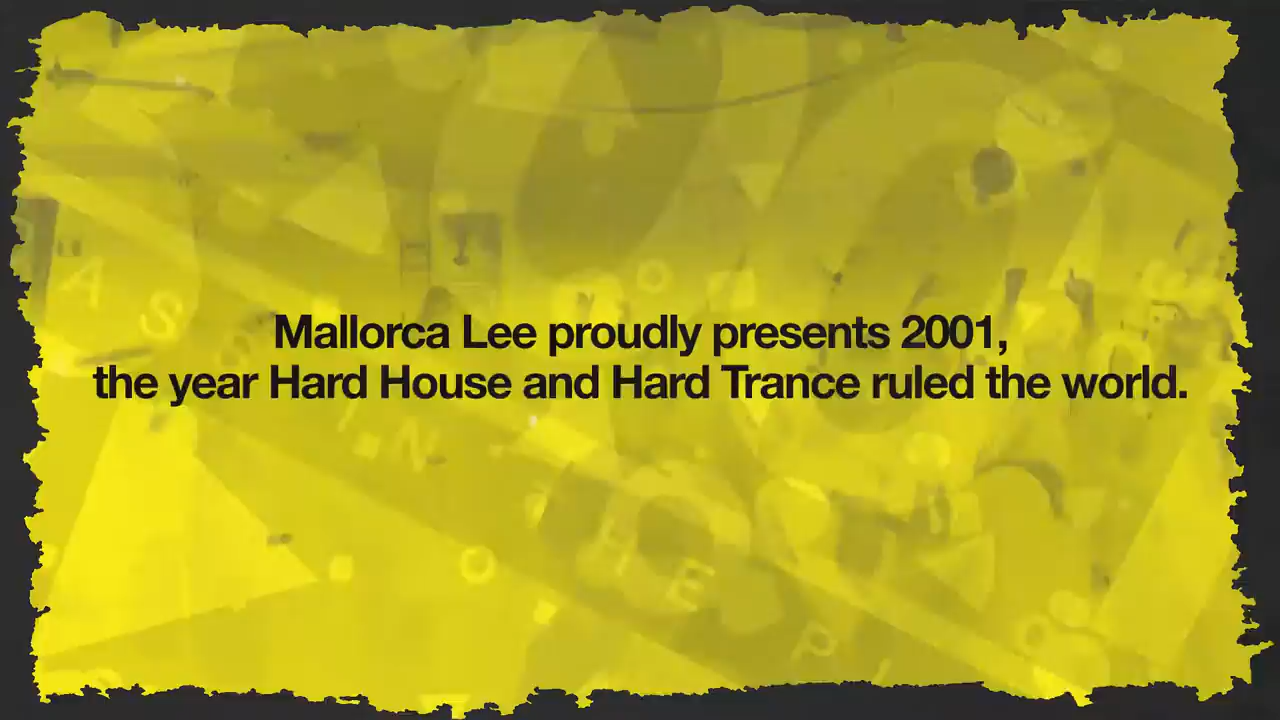 Mallorca Lee proudly presents 2001,
the year Hard House and Hard Trance ruled the world.